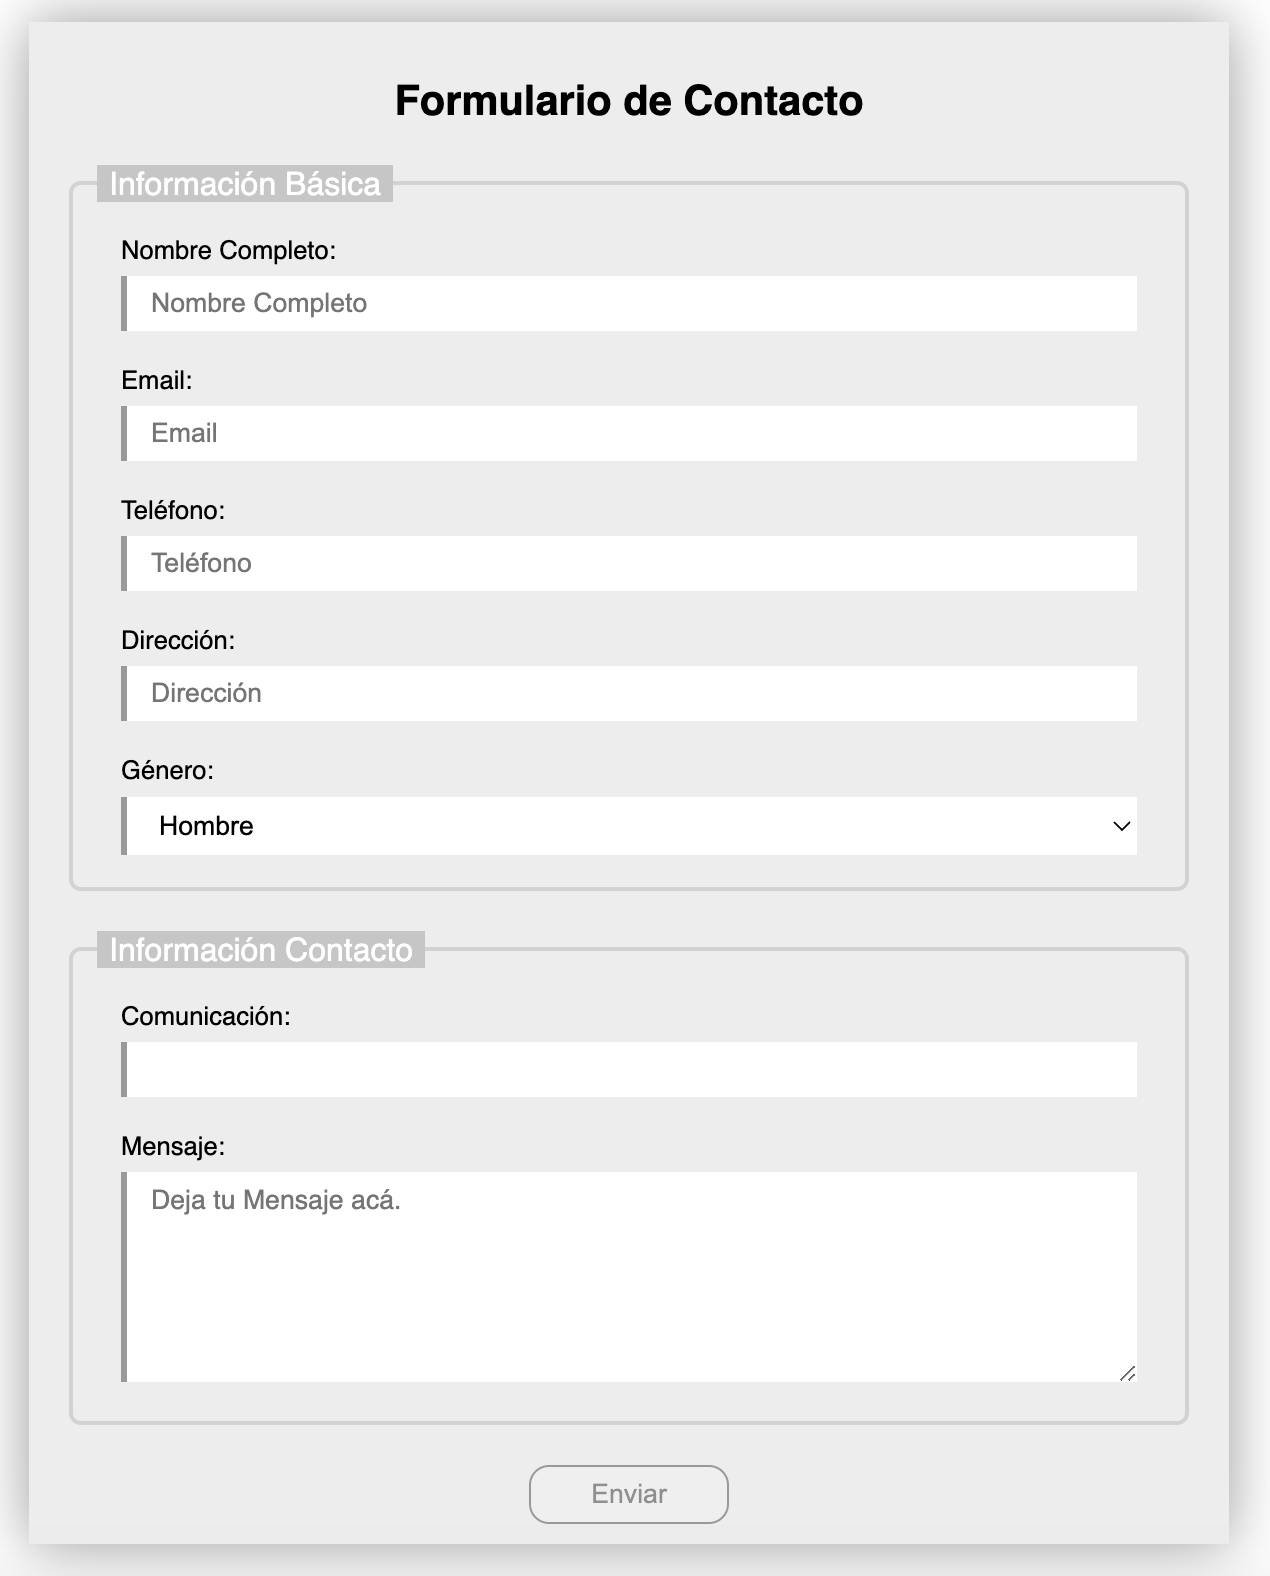 Formulario de Contacto
Información Básica
Nombre Completo:
Nombre Completo
Email:
Email
Teléfono:
Teléfono
Dirección:
Dirección
Género:
Hombre
Información Contacto
Comunicación:
Mensaje:
Deja tu Mensaje acá.
Enviar